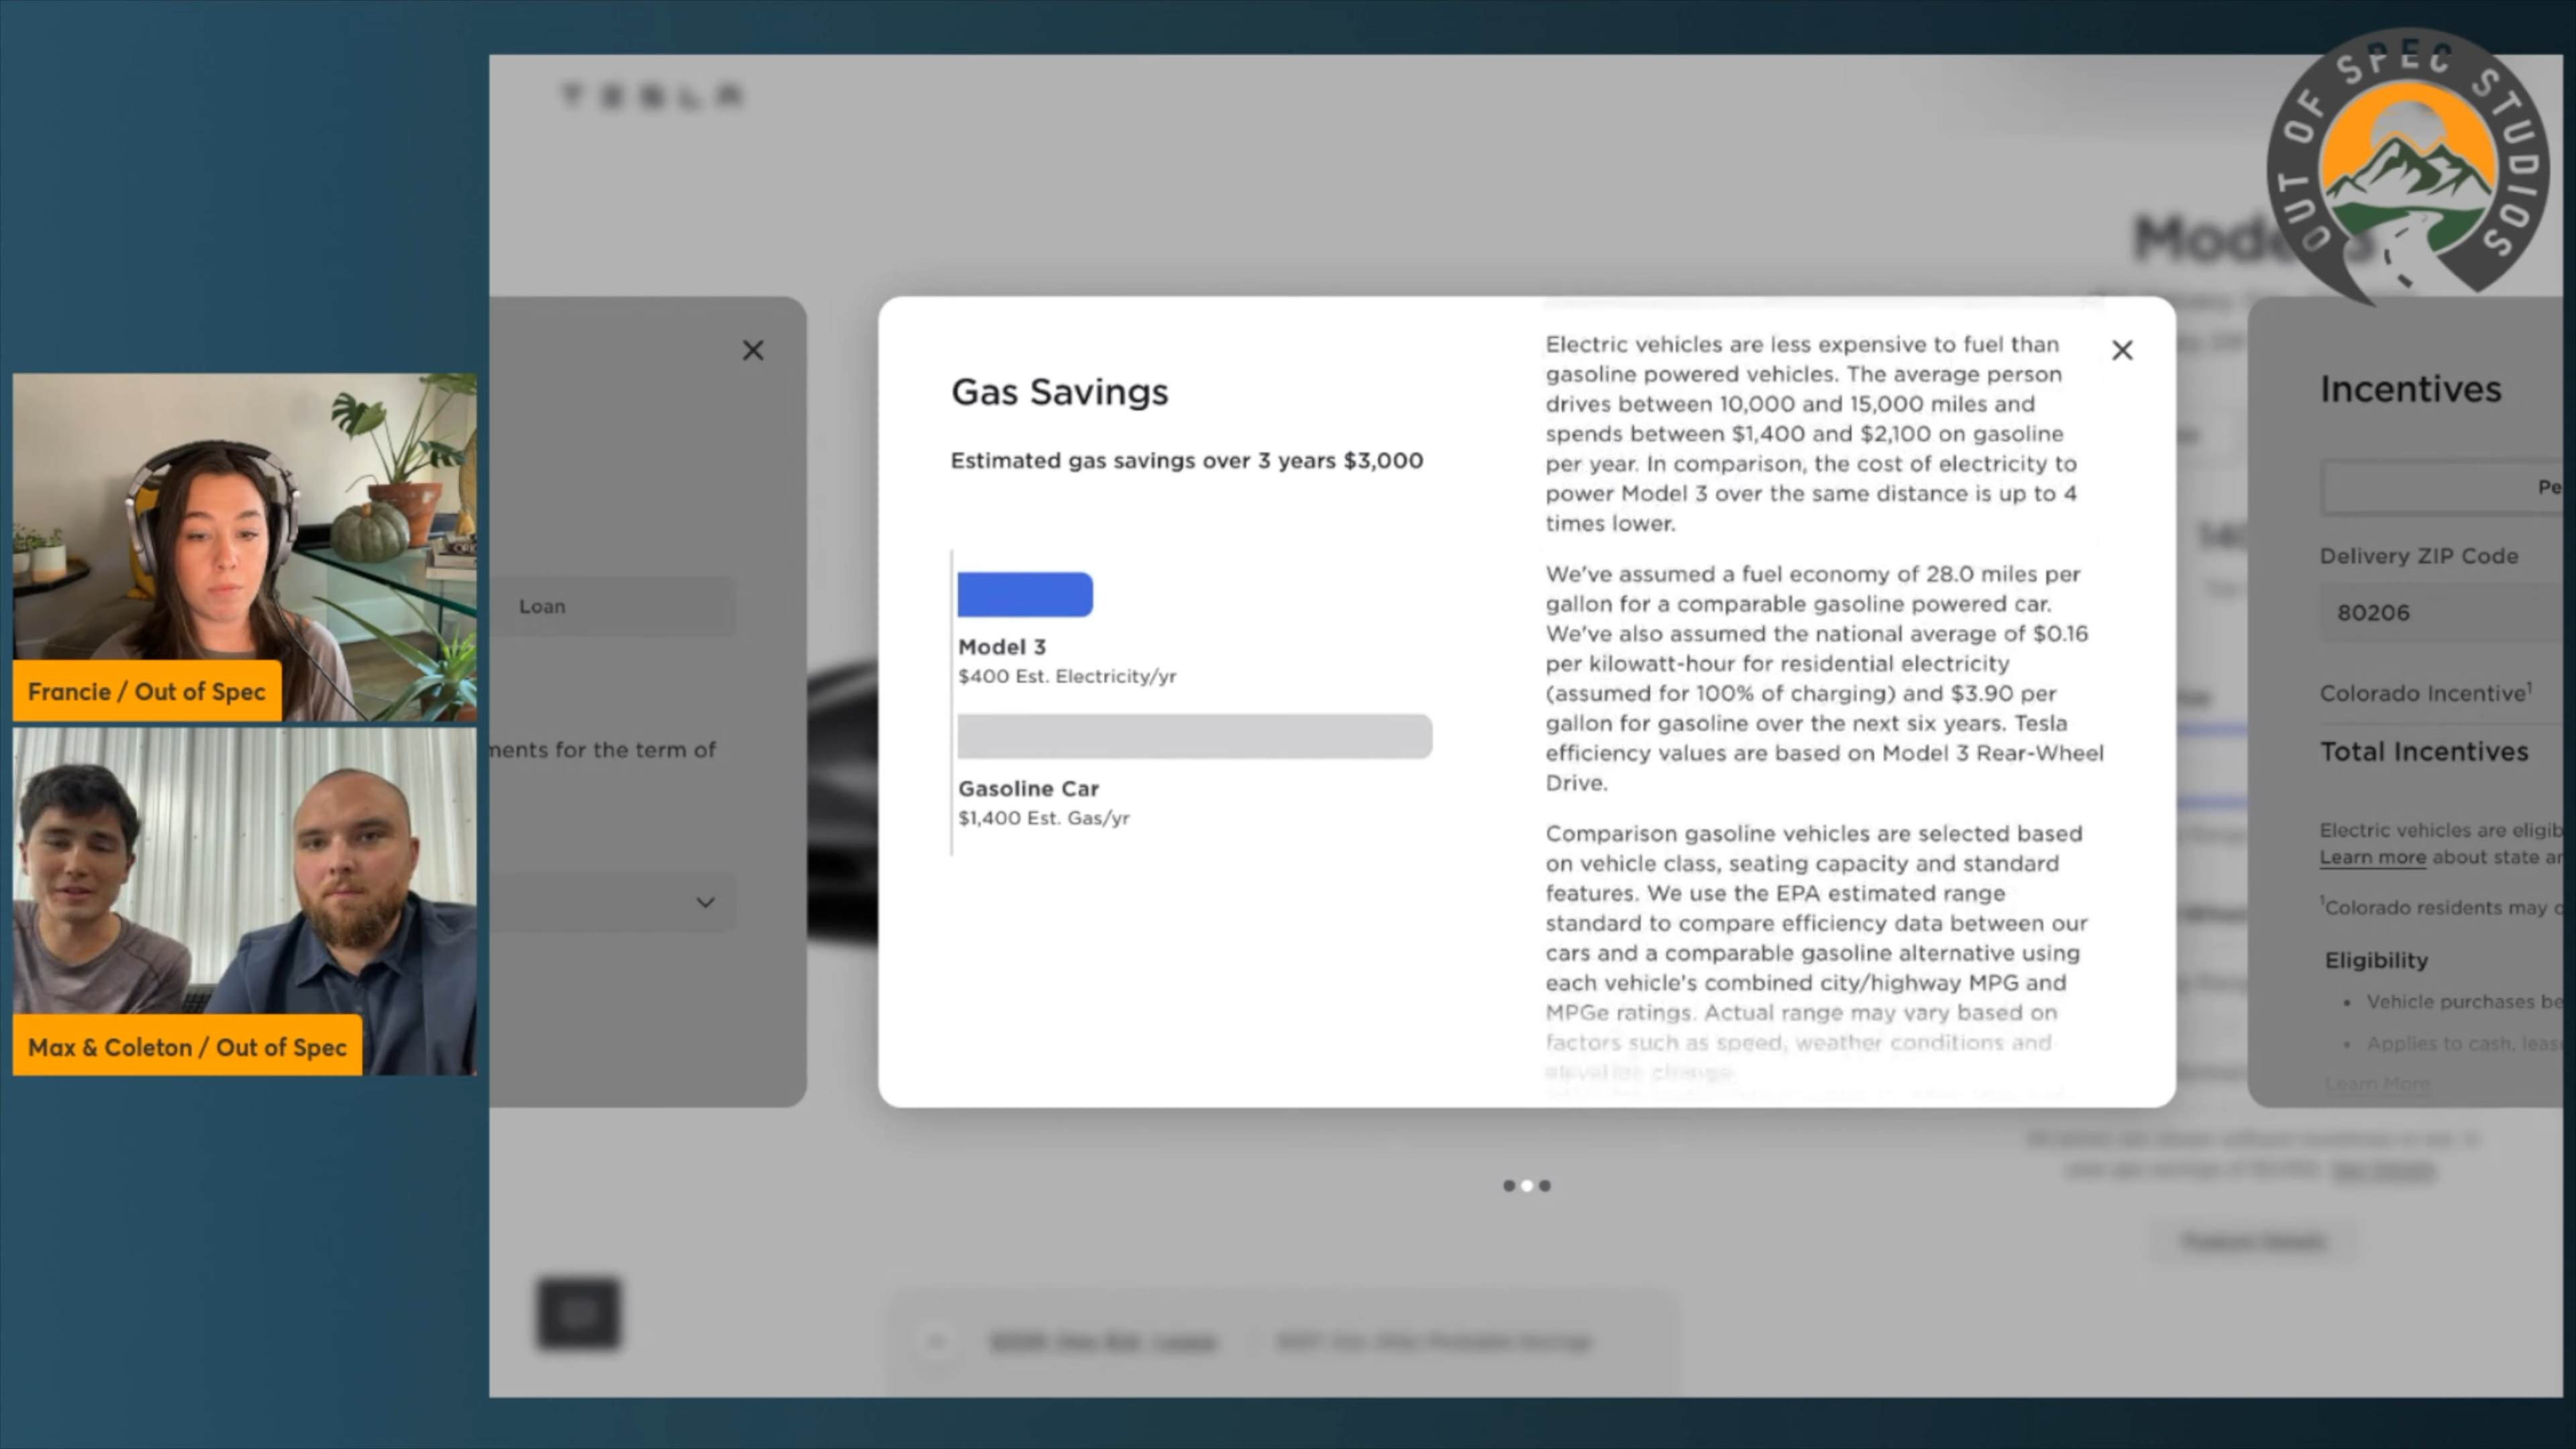 TESLA
OUT OF SPEC STUDIOS
Model 3
Loan
ments for the term of
Gas Savings
Estimated gas savings over 3 years $3,000
Model 3
$400 Est. Electricity/yr
Gasoline Car
$1,400 Est. Gas/yr
Electric vehicles are less expensive to fuel than
gasoline powered vehicles. The average person
drives between 10,000 and 15,000 miles and
spends between $1,400 and $2,100 on gasoline
per year. In comparison, the cost of electricity to
power Model 3 over the same distance is up to 4
times lower.
We've assumed a fuel economy of 28.0 miles per
gallon for a comparable gasoline powered car.
We've also assumed the national average of $0.16
per kilowatt-hour for residential electricity
(assumed for 100% of charging) and $3.90 per
gallon for gasoline over the next six years. Tesla
efficiency values are based on Model 3 Rear-Wheel
Drive.
Comparison gasoline vehicles are selected based
on vehicle class, seating capacity and standard
features. We use the EPA estimated range
standard to compare efficiency data between our
cars and a comparable gasoline alternative using
each vehicle's combined city/highway MPG and
MPGe ratings. Actual range may vary based on
factors such as speed, weather conditions and
elevation change.
Incentives
Pe
Delivery ZIP Code
80206
Colorado Incentive¹
Total Incentives
Electric vehicles are eligib
Learn more about state an
¹Colorado residents may q
Eligibility
• Vehicle purchases be
• Applies to cash, lease
Learn More
Francie / Out of Spec
Max & Coleton / Out of Spec